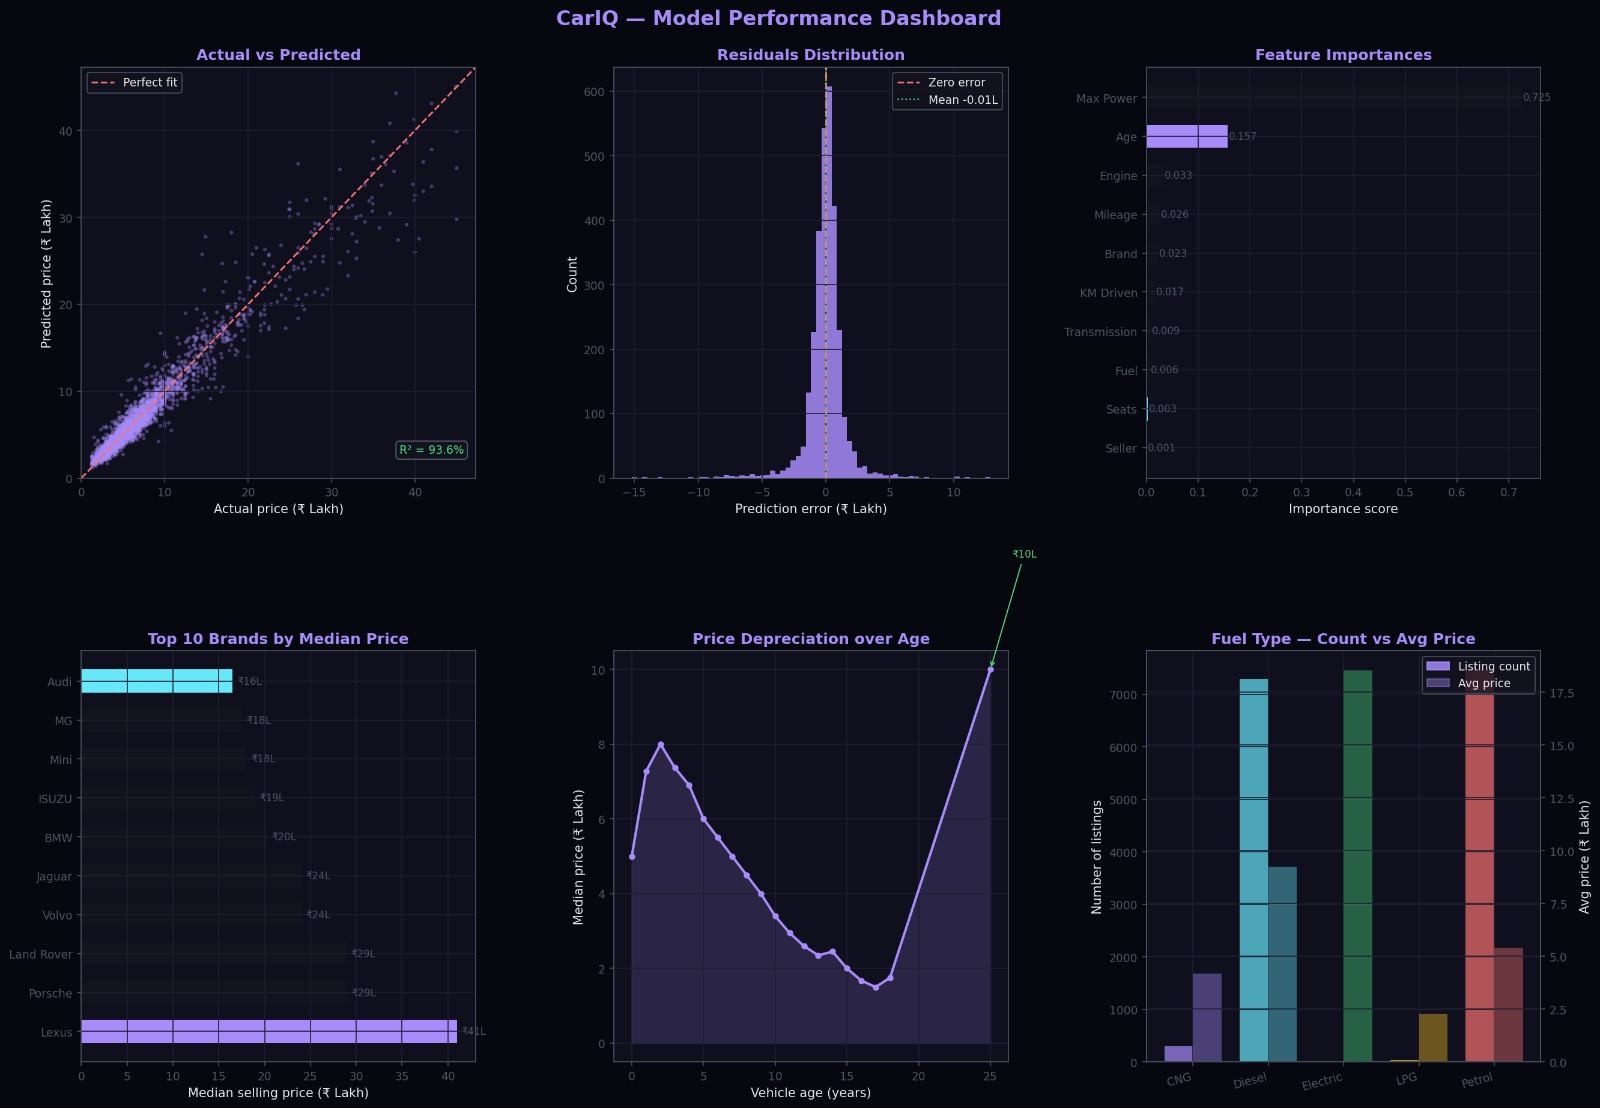 CarIQ — Model Performance Dashboard
Actual vs Predicted
Perfect fit
R² = 93.6%
Predicted price (₹ Lakh)
40
30
20
10
0
0 10 20 30 40
Actual price (₹ Lakh)
Residuals Distribution
Zero error
Mean -0.01L
Count
600
500
400
300
200
100
0
−15 −10 −5 0 5 10
Prediction error (₹ Lakh)
Feature Importances
Max Power 0.725
Age 0.157
Engine 0.033
Mileage 0.026
Brand 0.023
KM Driven 0.017
Transmission 0.009
Fuel 0.006
Seats 0.003
Seller 0.001
0.0 0.1 0.2 0.3 0.4 0.5 0.6 0.7
Importance score
Top 10 Brands by Median Price
Audi ₹16L
MG ₹18L
Mini ₹18L
ISUZU ₹19L
BMW ₹20L
Jaguar ₹24L
Volvo ₹24L
Land Rover ₹29L
Porsche ₹29L
Lexus ₹41L
0 5 10 15 20 25 30 35 40
Median selling price (₹ Lakh)
₹10L
Price Depreciation over Age
Median price (₹ Lakh)
10
8
6
4
2
0
0 5 10 15 20 25
Vehicle age (years)
Fuel Type — Count vs Avg Price
Listing count
Avg price
Number of listings
7000
6000
5000
4000
3000
2000
1000
0
17.5
15.0
12.5
10.0
7.5
5.0
2.5
0.0
Avg price (₹ Lakh)
CNG Diesel Electric LPG Petrol